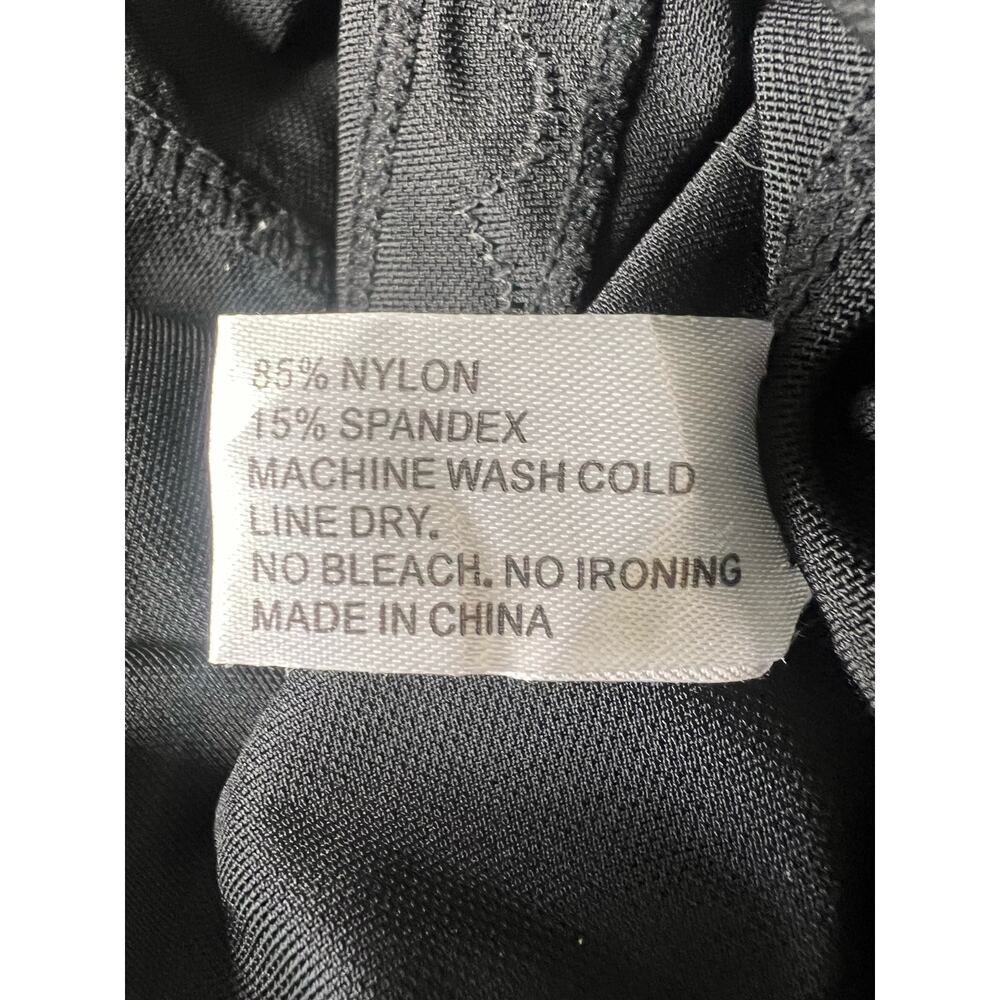 85% NYLON
15% SPANDEX
MACHINE WASH COLD
LINE DRY.
NO BLEACH. NO IRONING
MADE IN CHINA